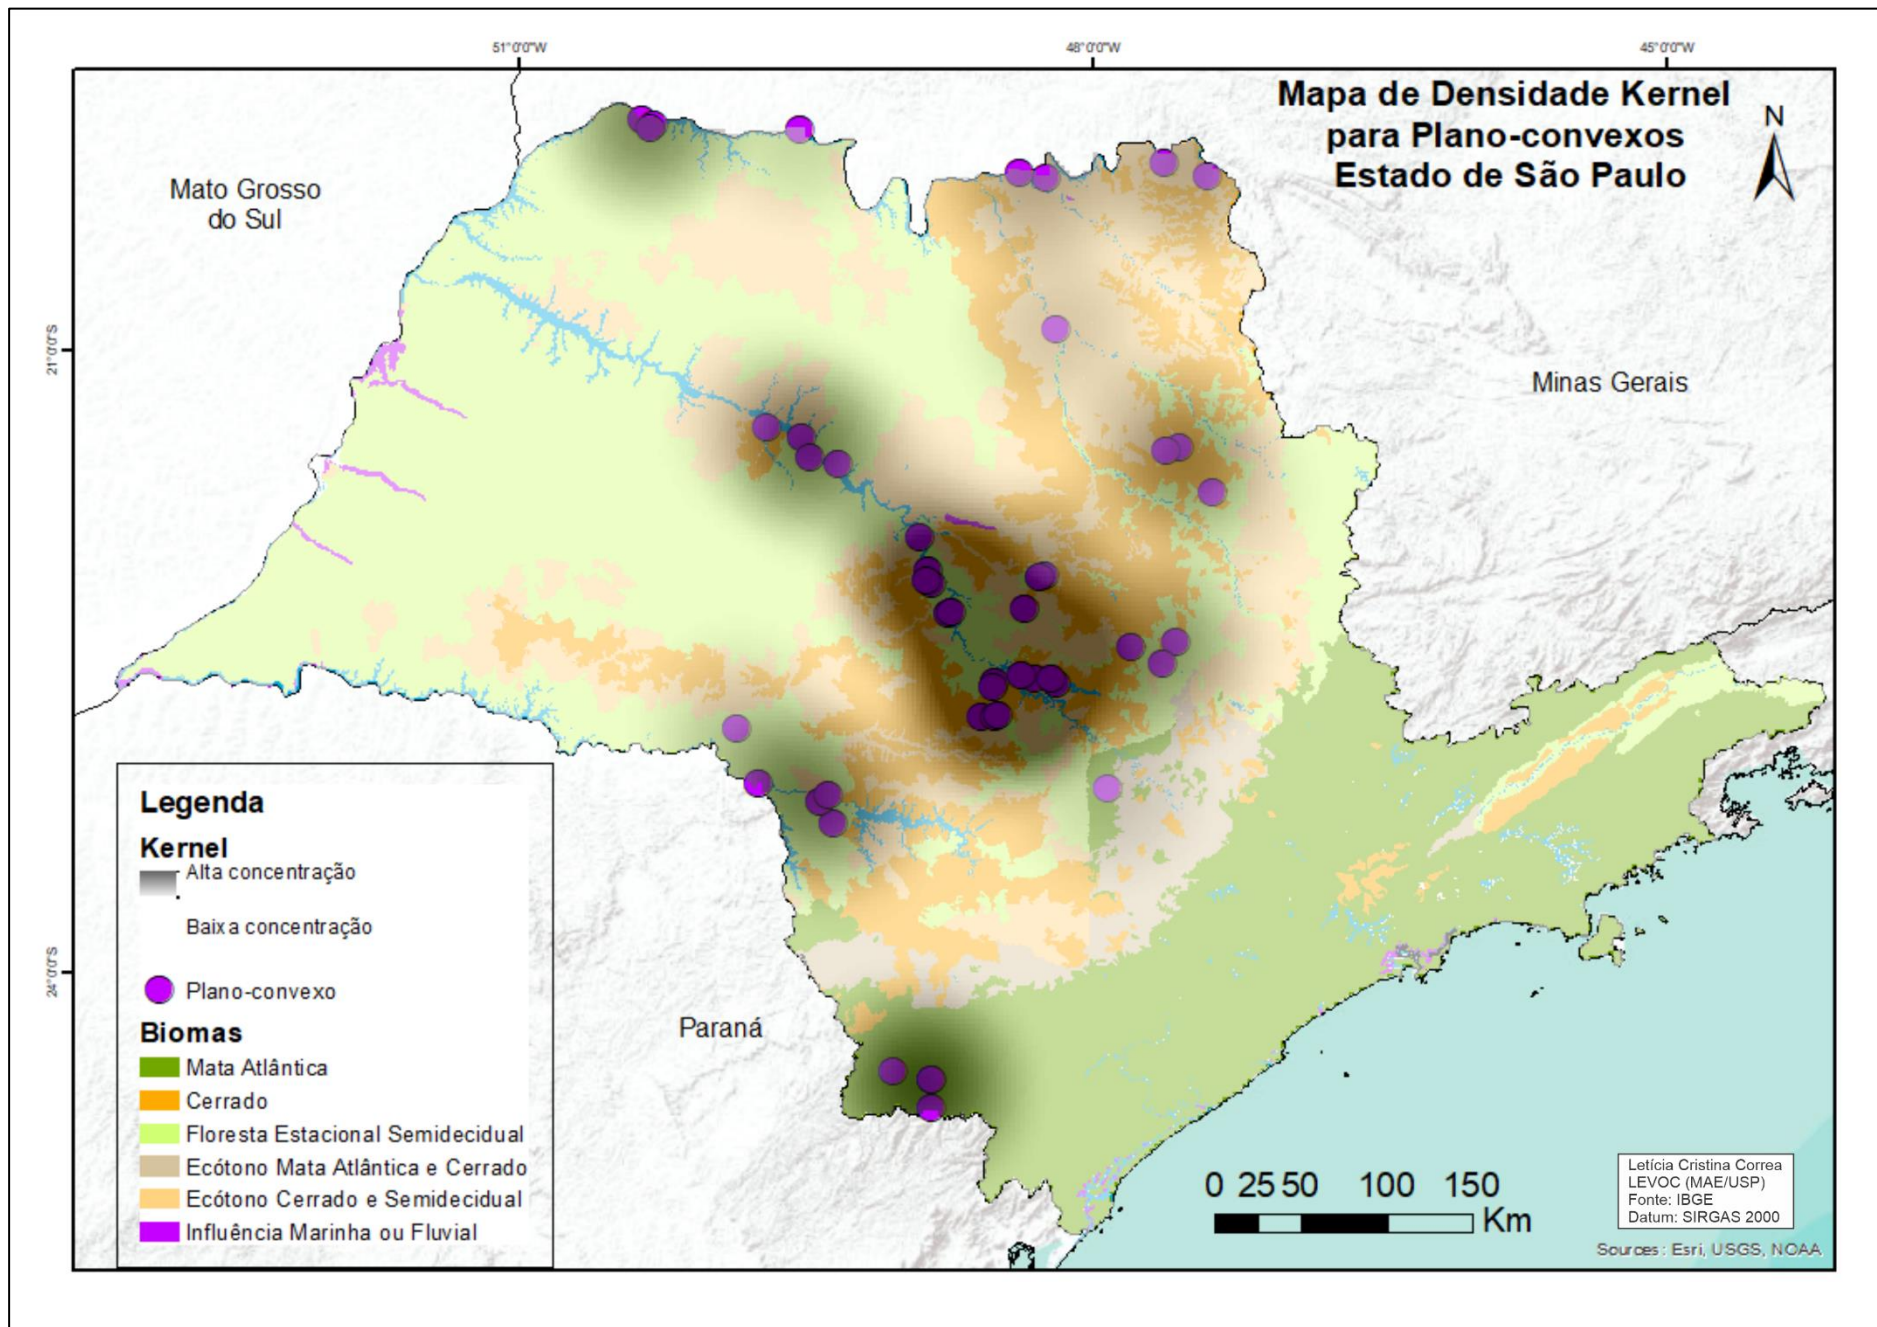 51°0'0"W
48°0'0"W
45°0'0"W
Mapa de Densidade Kernel
para Plano-convexos
Estado de São Paulo
N
Mato Grosso
do Sul
21°0'0"S
Minas Gerais
24°0'0"S
Paraná
Legenda
Kernel
Alta concentração
Baixa concentração
Plano-convexo
Biomas
Mata Atlântica
Cerrado
Floresta Estacional Semidecidual
Ecótono Mata Atlântica e Cerrado
Ecótono Cerrado e Semidecidual
Influência Marinha ou Fluvial
0 25 50 100 150
Km
Letícia Cristina Correa
LEVOC (MAE/USP)
Fonte: IBGE
Datum: SIRGAS 2000
Sources: Esri, USGS, NOAA